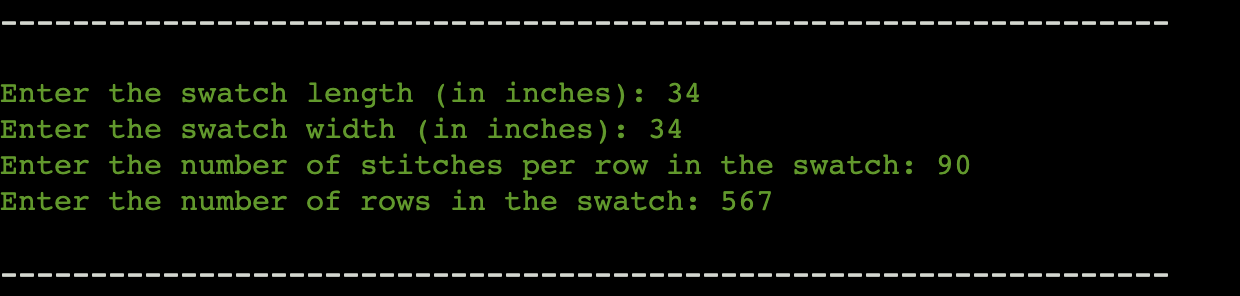 -----------------------------------------------------------------
Enter the swatch length (in inches): 34
Enter the swatch width (in inches): 34
Enter the number of stitches per row in the swatch: 90
Enter the number of rows in the swatch: 567
-----------------------------------------------------------------